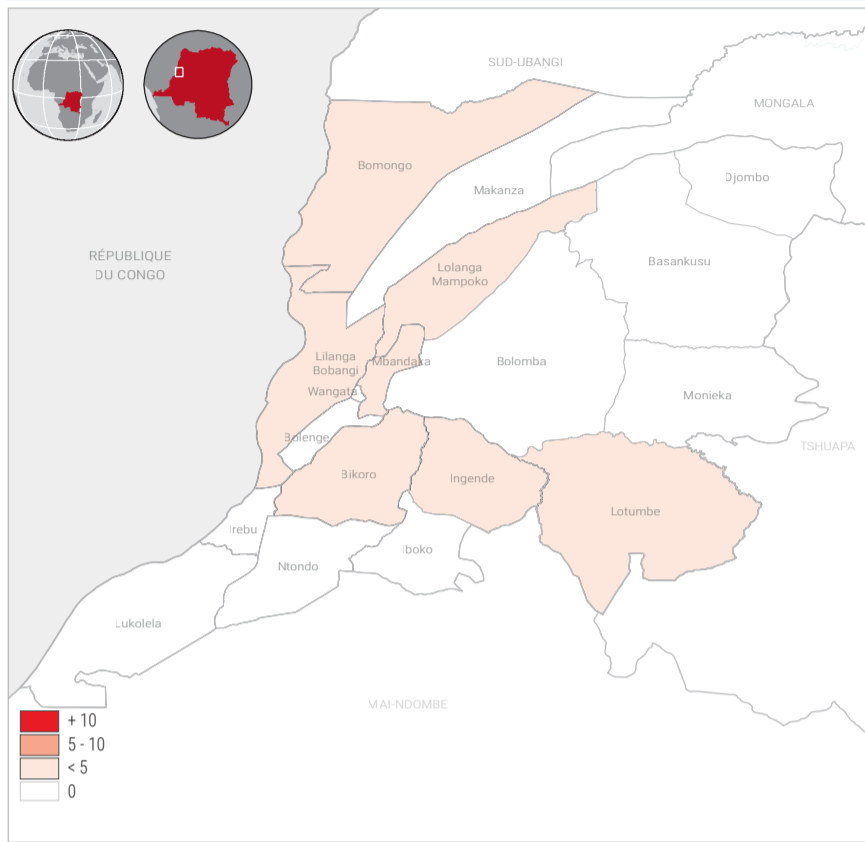 SUD-UBANGI
MONGALA
Bomongo
Makanza
Djombo
RÉPUBLIQUE
DU CONGO
Basankusu
Lolanga
Mampoko
Lilanga
Bobangi
Mbandaka
Bolomba
Wangata
Monieka
Bolenge
TSHUAPA
Bikoro
Ingende
Lotumbe
Irebu
Iboko
Ntondo
Lukolela
MAI-NDOMBE
+ 10
5 - 10
< 5
0